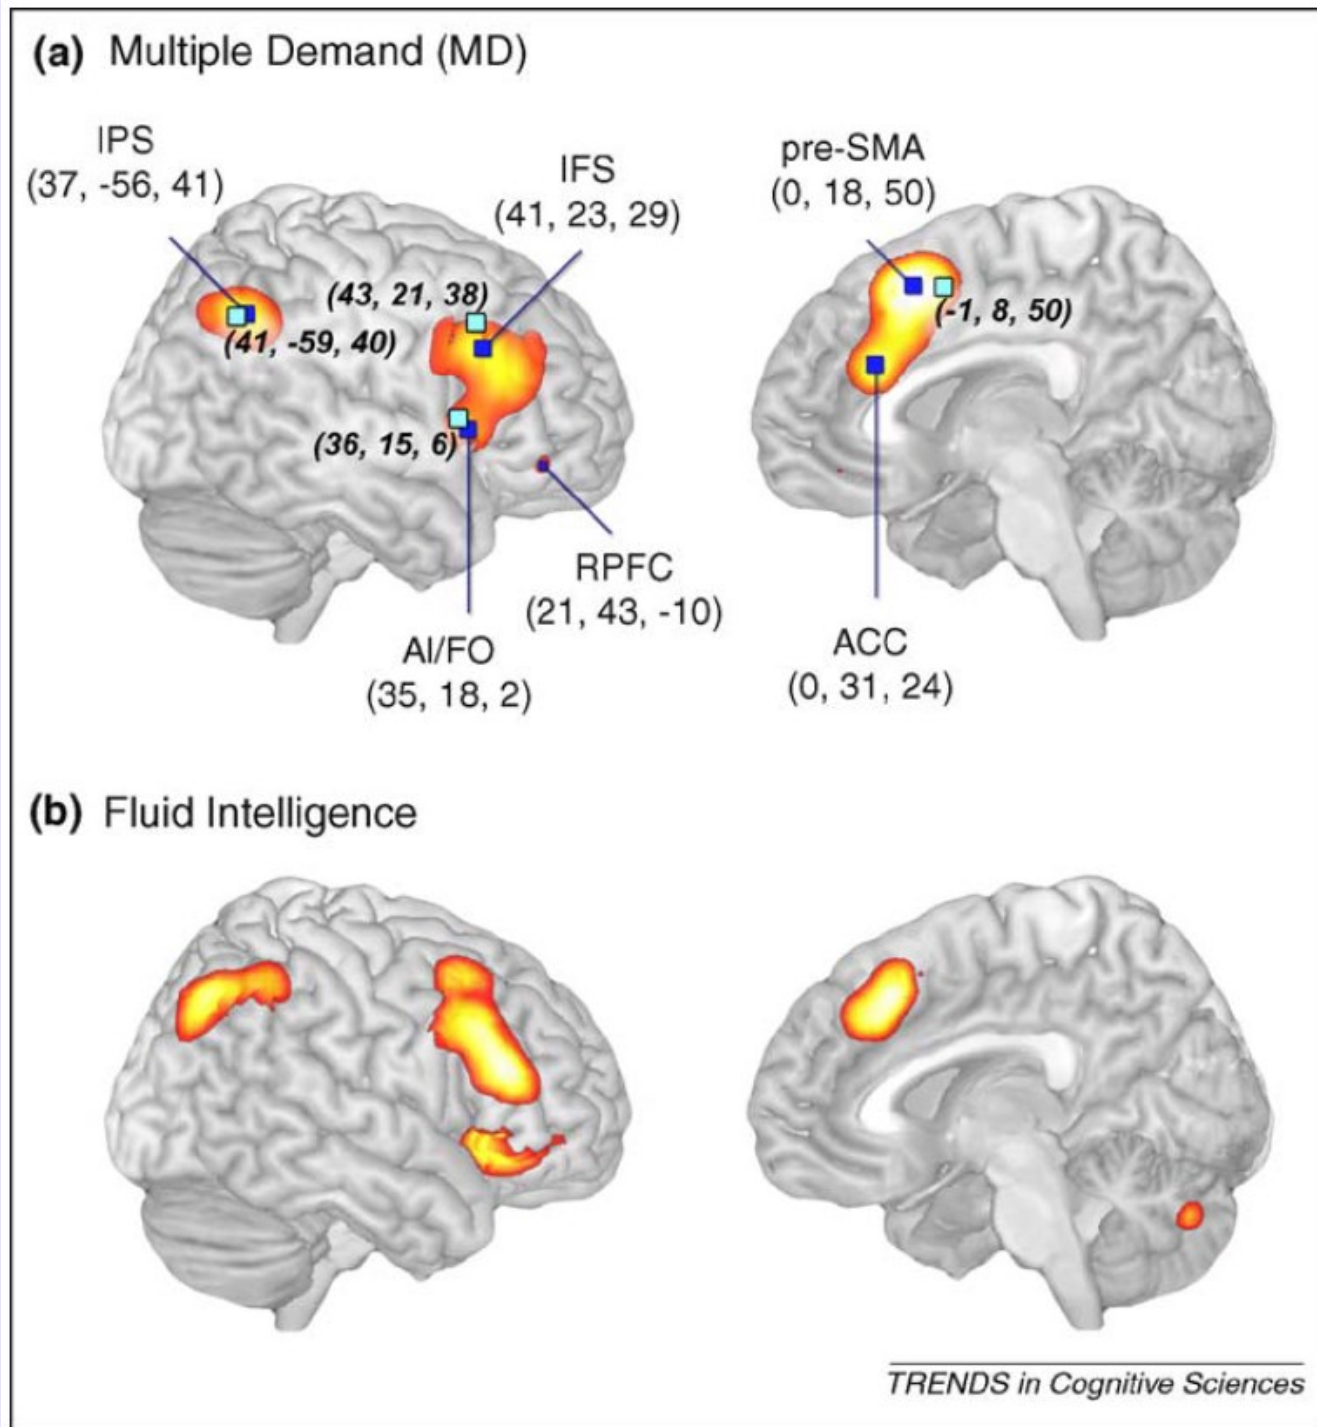 (a) Multiple Demand (MD)
IPS
(37, -56, 41)
IFS
(41, 23, 29)
pre-SMA
(0, 18, 50)
(43, 21, 38)
(41, -59, 40)
(-1, 8, 50)
(36, 15, 6)
RPFC
(21, 43, -10)
AI/FO
(35, 18, 2)
ACC
(0, 31, 24)
(b) Fluid Intelligence
TRENDS in Cognitive Sciences